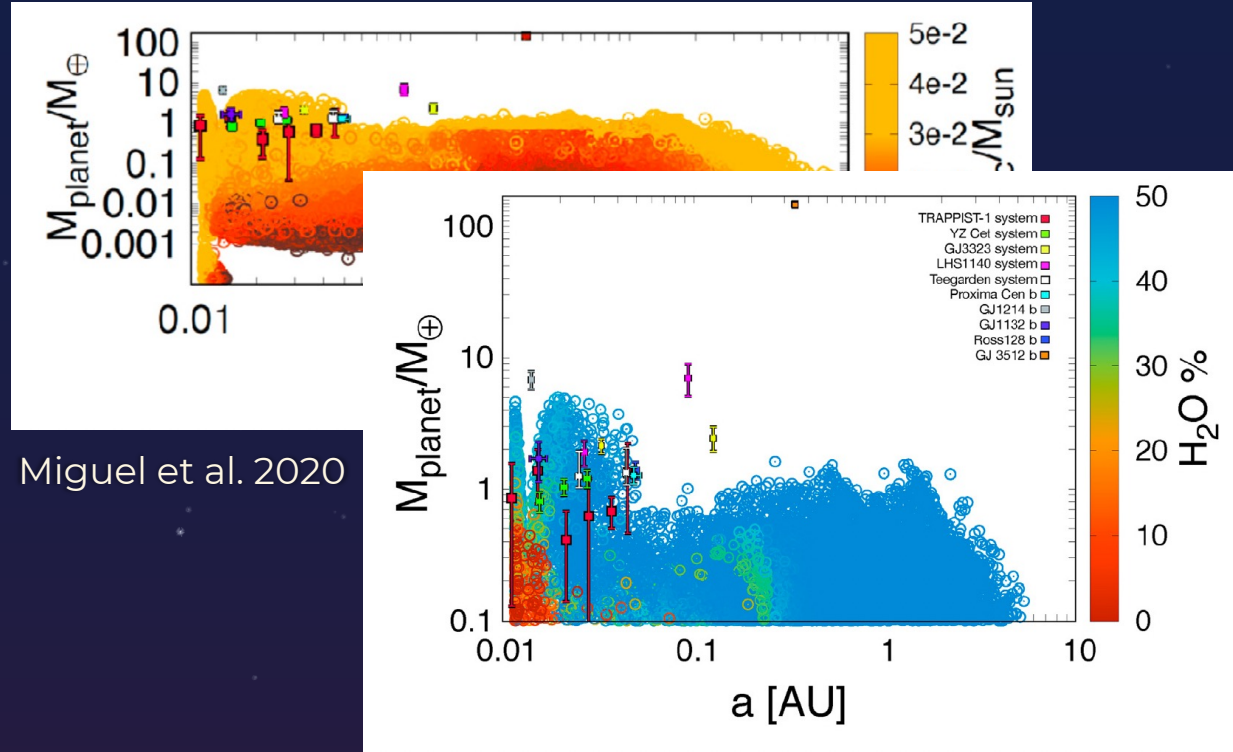 100
10
1
0.1
0.01
0.001
Mplanet/M⊕
0.01
5e-2
4e-2
3e-2
/Msun
Miguel et al. 2020
100
10
1
0.1
Mplanet/M⊕
0.01 0.1 1 10
a [AU]
TRAPPIST-1 system
YZ Cet system
GJ3323 system
LHS1140 system
Teegarden system
Proxima Cen b
GJ1214 b
GJ1132 b
Ross128 b
GJ 3512 b
50
40
30
20
10
0
H₂O %